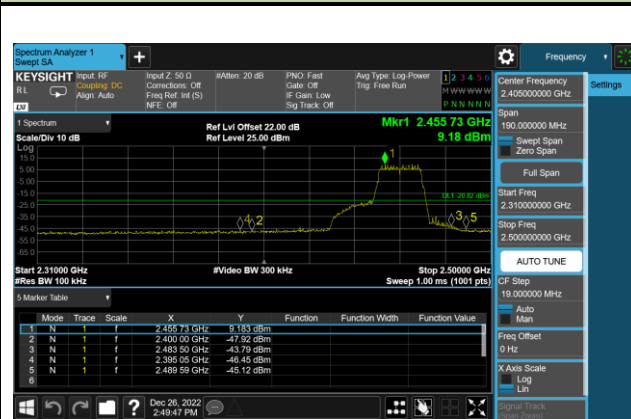 Spectrum Analyzer 1
Swept SA
+
Frequency
KEYSIGHT
RL
LXI
Input: RF
Coupling: DC
Align: Auto
Input Z: 50 Ω
Corrections: Off
Freq Ref: Int (S)
NFE: Off
#Atten: 20 dB
PNO: Fast
Gate: Off
IF Gain: Low
Sig Track: Off
Avg Type: Log-Power
Trig: Free Run
1 2 3 4 5 6
M W W W W W
P N N N N N
1 Spectrum
Scale/Div 10 dB
Ref Lvl Offset 22.00 dB
Ref Level 25.00 dBm
Mkr1 2.455 73 GHz
9.18 dBm
Log
15.0
5.00
-5.00
-15.0
-25.0
-35.0
-45.0
-55.0
-65.0
1
DL1 -20.82 dBm
4 2
3 5
Start 2.31000 GHz
#Video BW 300 kHz
Stop 2.50000 GHz
#Res BW 100 kHz
Sweep 1.00 ms (1001 pts)
5 Marker Table
Mode Trace Scale X Y Function Function Width Function Value
1 N 1 f 2.455 73 GHz 9.183 dBm
2 N 1 f 2.400 00 GHz -47.92 dBm
3 N 1 f 2.483 50 GHz -43.79 dBm
4 N 1 f 2.395 05 GHz -46.45 dBm
5 N 1 f 2.489 59 GHz -45.12 dBm
6
Dec 26, 2022
2:49:47 PM
Center Frequency
2.405000000 GHz
Settings
Span
190.000000 MHz
Swept Span
Zero Span
Full Span
Start Freq
2.310000000 GHz
Stop Freq
2.500000000 GHz
AUTO TUNE
CF Step
19.000000 MHz
Auto
Man
Freq Offset
0 Hz
X Axis Scale
Log
Lin
Signal Track
(Span Zoom)